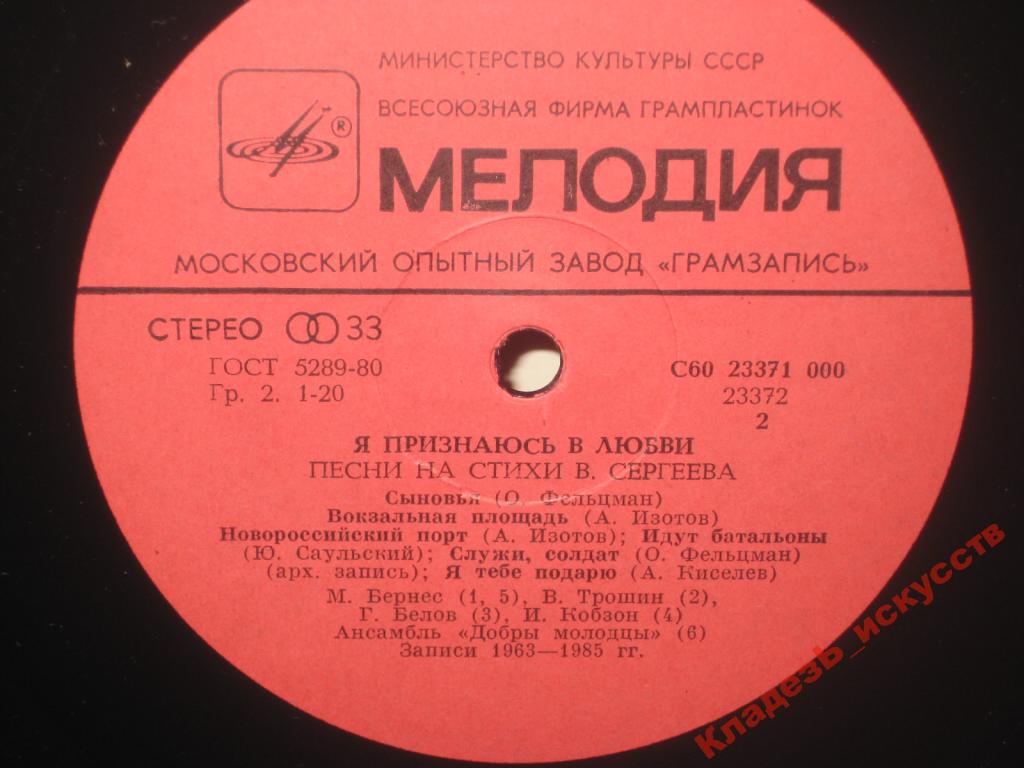 МИНИСТЕРСТВО КУЛЬТУРЫ СССР
ВСЕСОЮЗНАЯ ФИРМА ГРАМПЛАСТИНОК
®
МЕЛОДИЯ
МОСКОВСКИЙ ОПЫТНЫЙ ЗАВОД «ГРАМЗАПИСЬ»
СТЕРЕО 33
ГОСТ 5289-80
Гр. 2. 1-20
С60 23371 000
23372
2
Я ПРИЗНАЮСЬ В ЛЮБВИ
ПЕСНИ НА СТИХИ В. СЕРГЕЕВА
Сыновья (О. Фельцман)
Вокзальная площадь (А. Изотов)
Новороссийский порт (А. Изотов); Идут батальоны
(Ю. Саульский); Служи, солдат (О. Фельцман)
(арх. запись); Я тебе подарю (А. Киселев)
М. Бернес (1, 5), В. Трошин (2),
Г. Белов (3), И. Кобзон (4)
Ансамбль «Добры молодцы» (6)
Записи 1963—1985 гг.
Кладезь_искусств